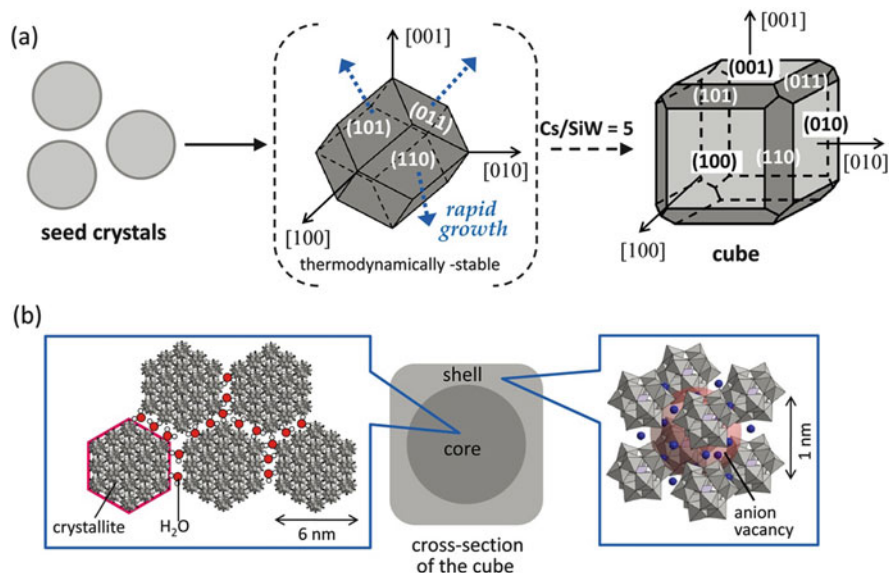 (a)
seed crystals
[001]
(101)
(011)
(110)
[010]
[100]
rapid
growth
thermodynamically -stable
Cs/SiW = 5
[001]
(001)
(101)
(011)
(010)
(100)
(110)
[010]
[100]
cube
(b)
crystallite
H₂O
6 nm
shell
core
cross-section
of the cube
1 nm
anion
vacancy